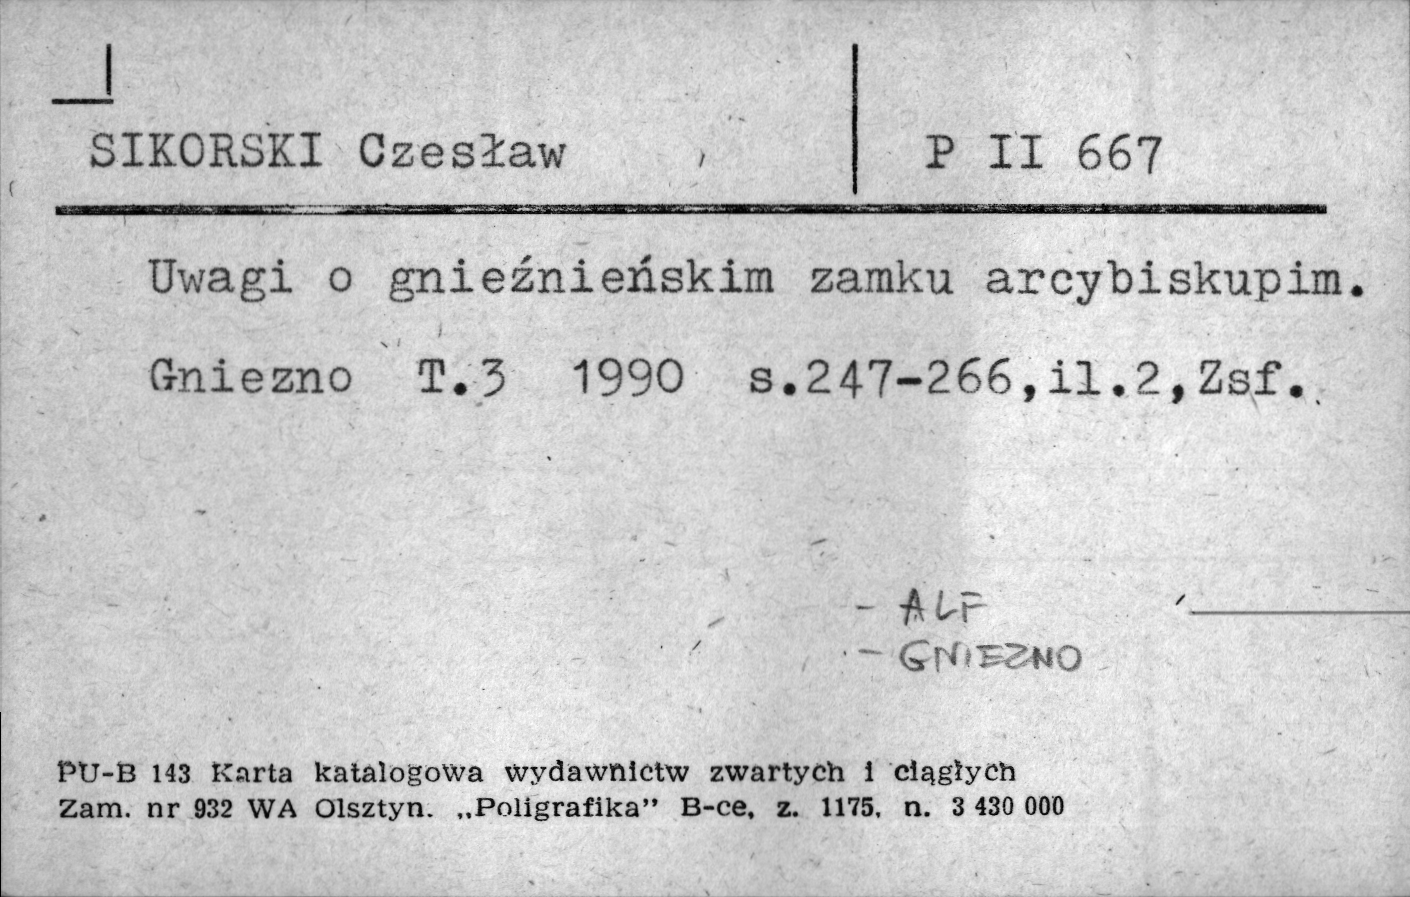 SIKORSKI Czesław P II 667
Uwagi o gnieźnieńskim zamku arcybiskupim.
Gniezno T.3 1990 s.247-266,il.2,Zsf.
- ALF
- GNIEZNO
PU-B 143 Karta katalogowa wydawnictw zwartych i ciągłych
Zam. nr 932 WA Olsztyn. „Poligrafika” B-ce, z. 1175, n. 3 430 000